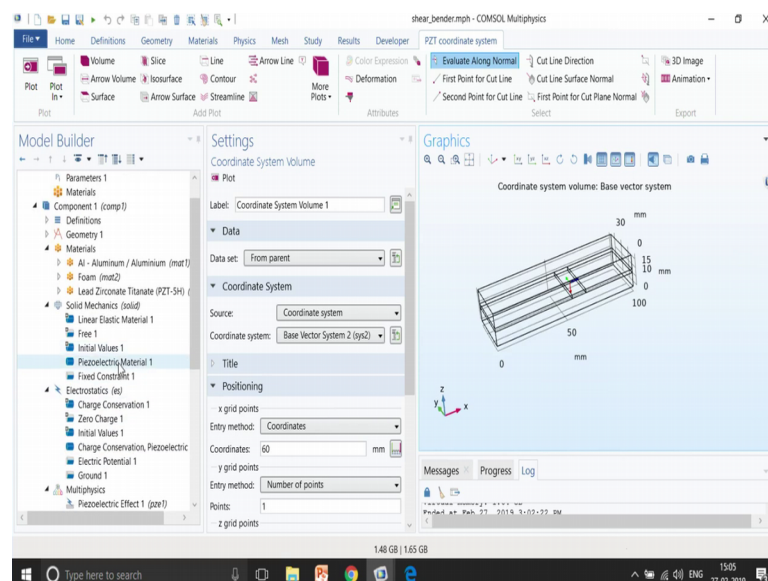 shear_bender.mph - COMSOL Multiphysics
File Home Definitions Geometry Materials Physics Mesh Study Results Developer PZT coordinate system
Volume Slice Line Arrow Line Color Expression Evaluate Along Normal Cut Line Direction 3D Image
Plot Plot In Arrow Volume Isosurface Contour More Plots Deformation First Point for Cut Line Cut Line Surface Normal Animation
Surface Arrow Surface Streamline Second Point for Cut Line First Point for Cut Plane Normal
Plot Add Plot Attributes Select Export
Model Builder
Parameters 1
Materials
Component 1 (comp1)
Definitions
Geometry 1
Materials
Al - Aluminum / Aluminium (mat1)
Foam (mat2)
Lead Zirconate Titanate (PZT-5H) (
Solid Mechanics (solid)
Linear Elastic Material 1
Free 1
Initial Values 1
Piezoelectric Material 1
Fixed Constraint 1
Electrostatics (es)
Charge Conservation 1
Zero Charge 1
Initial Values 1
Charge Conservation, Piezoelectric
Electric Potential 1
Ground 1
Multiphysics
Piezoelectric Effect 1 (pze1)
Settings
Coordinate System Volume
Plot
Label: Coordinate System Volume 1
Data
Data set: From parent
Coordinate System
Source: Coordinate system
Coordinate system: Base Vector System 2 (sys2)
Title
Positioning
x grid points
Entry method: Coordinates
Coordinates: 60 mm
y grid points
Entry method: Number of points
Points: 1
z grid points
Graphics
Coordinate system volume: Base vector system
30 mm
0
15
10 mm
0
100
50
mm
0
z
y
x
Messages Progress Log
Ended at Feb 27, 2019 3:02:22 PM
1.48 GB | 1.65 GB
Type here to search
ENG
15:05
27-02-2019